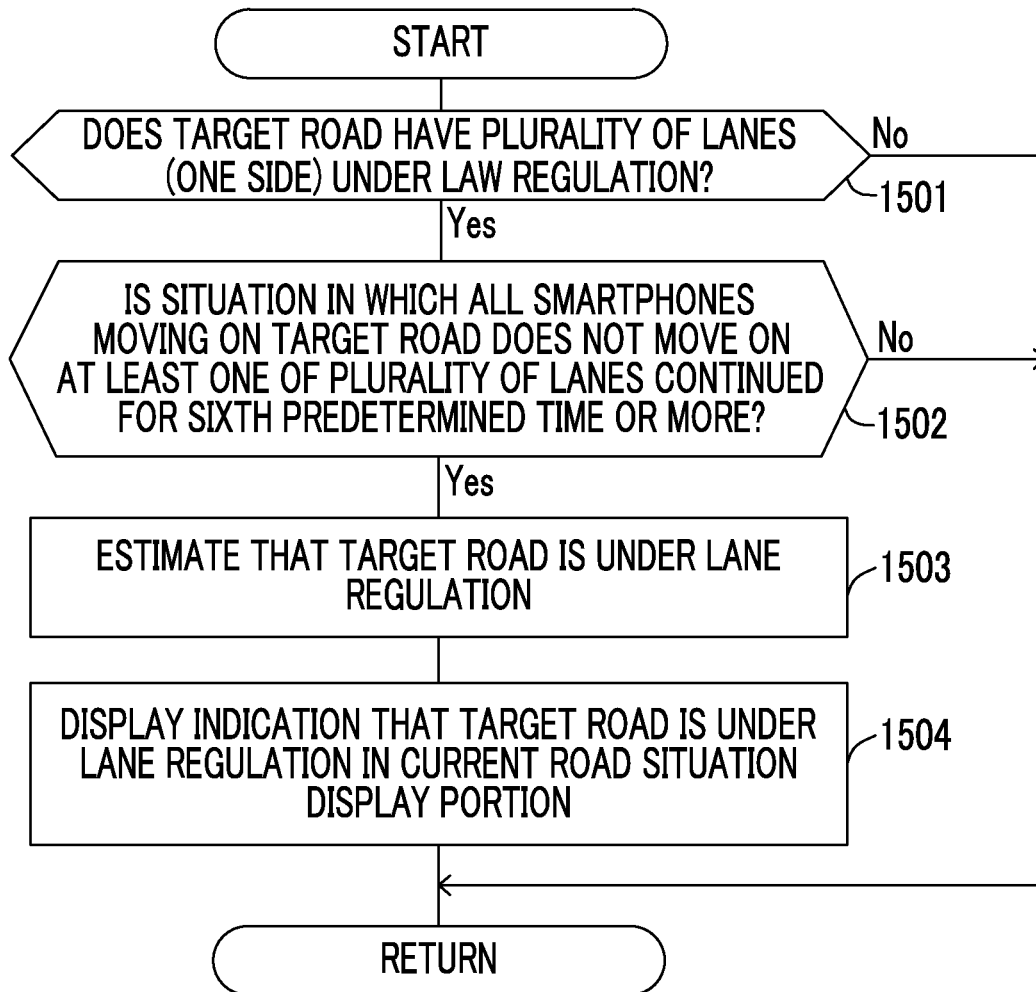 START
DOES TARGET ROAD HAVE PLURALITY OF LANES
(ONE SIDE) UNDER LAW REGULATION?
No
1501
Yes
IS SITUATION IN WHICH ALL SMARTPHONES
MOVING ON TARGET ROAD DOES NOT MOVE ON
AT LEAST ONE OF PLURALITY OF LANES CONTINUED
FOR SIXTH PREDETERMINED TIME OR MORE?
No
1502
Yes
ESTIMATE THAT TARGET ROAD IS UNDER LANE
REGULATION
1503
DISPLAY INDICATION THAT TARGET ROAD IS UNDER
LANE REGULATION IN CURRENT ROAD SITUATION
DISPLAY PORTION
1504
RETURN